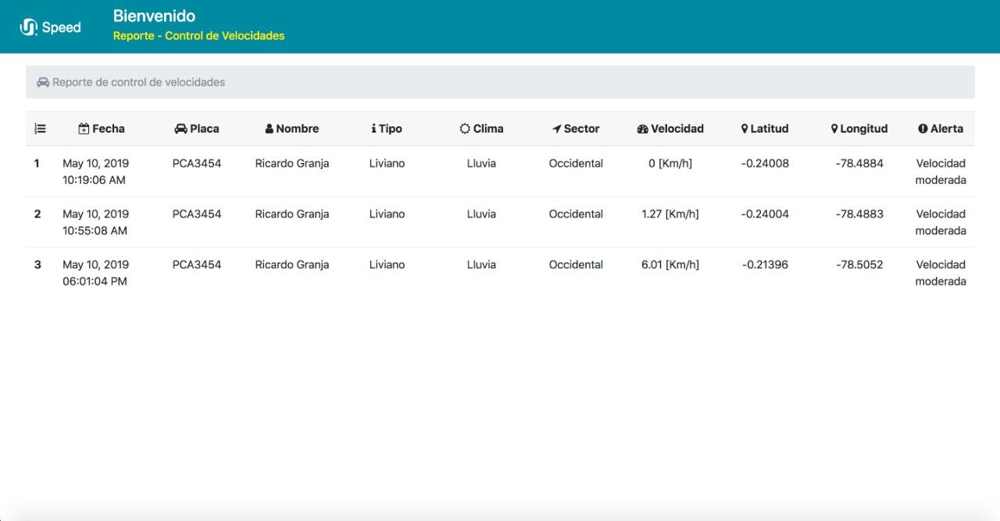 Speed
Bienvenido
Reporte - Control de Velocidades
Reporte de control de velocidades
Fecha Placa Nombre Tipo Clima Sector Velocidad Latitud Longitud Alerta
1 May 10, 2019 PCA3454 Ricardo Granja Liviano Lluvia Occidental 0 [Km/h] -0.24008 -78.4884 Velocidad
10:19:06 AM moderada
2 May 10, 2019 PCA3454 Ricardo Granja Liviano Lluvia Occidental 1.27 [Km/h] -0.24004 -78.4883 Velocidad
10:55:08 AM moderada
3 May 10, 2019 PCA3454 Ricardo Granja Liviano Lluvia Occidental 6.01 [Km/h] -0.21396 -78.5052 Velocidad
06:01:04 PM moderada